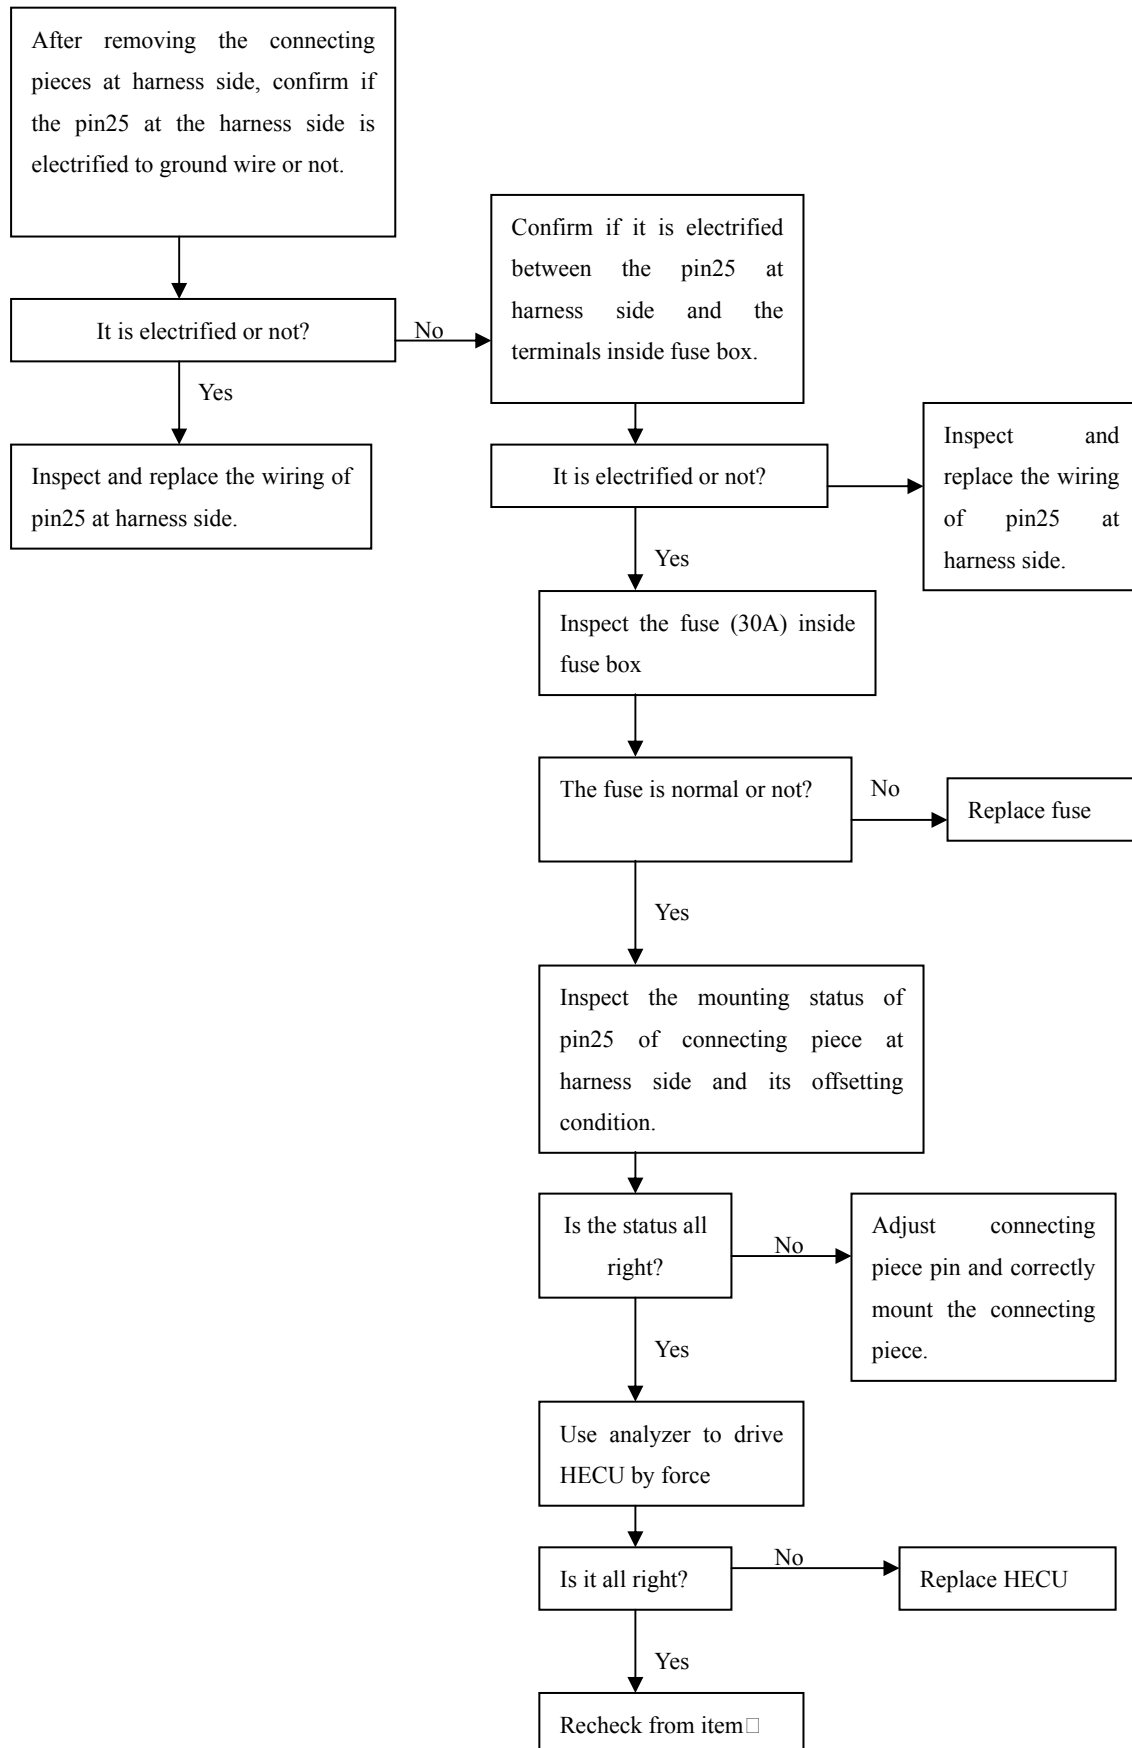 After removing the connecting
pieces at harness side, confirm if
the pin25 at the harness side is
electrified to ground wire or not.
Confirm if it is electrified
between the pin25 at
harness side and the
terminals inside fuse box.
It is electrified or not?
No
Yes
Inspect and replace the wiring of
pin25 at harness side.
It is electrified or not?
Inspect and
replace the wiring
of pin25 at
harness side.
Yes
Inspect the fuse (30A) inside
fuse box
The fuse is normal or not?
No
Replace fuse
Yes
Inspect the mounting status of
pin25 of connecting piece at
harness side and its offsetting
condition.
Is the status all
right?
No
Adjust connecting
piece pin and correctly
mount the connecting
piece.
Yes
Use analyzer to drive
HECU by force
Is it all right?
No
Replace HECU
Yes
Recheck from item□